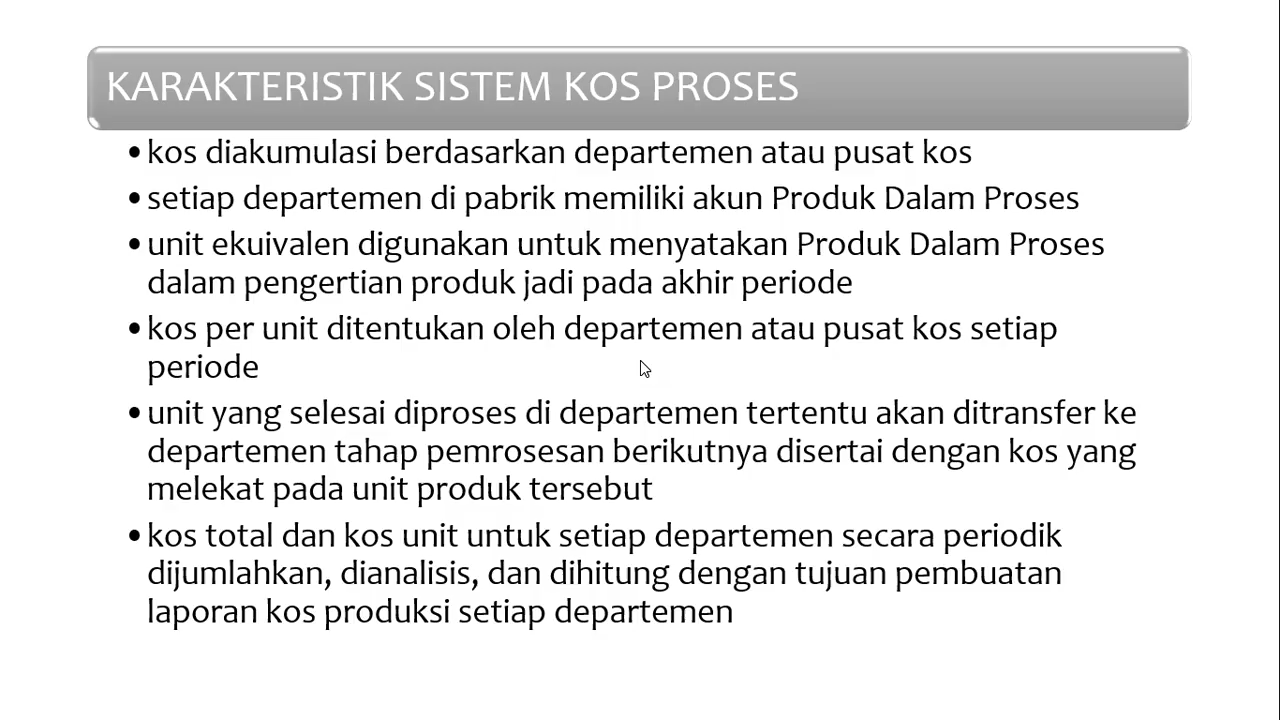 KARAKTERISTIK SISTEM KOS PROSES
•kos diakumulasi berdasarkan departemen atau pusat kos
•setiap departemen di pabrik memiliki akun Produk Dalam Proses
•unit ekuivalen digunakan untuk menyatakan Produk Dalam Proses
dalam pengertian produk jadi pada akhir periode
•kos per unit ditentukan oleh departemen atau pusat kos setiap
periode
•unit yang selesai diproses di departemen tertentu akan ditransfer ke
departemen tahap pemrosesan berikutnya disertai dengan kos yang
melekat pada unit produk tersebut
•kos total dan kos unit untuk setiap departemen secara periodik
dijumlahkan, dianalisis, dan dihitung dengan tujuan pembuatan
laporan kos produksi setiap departemen